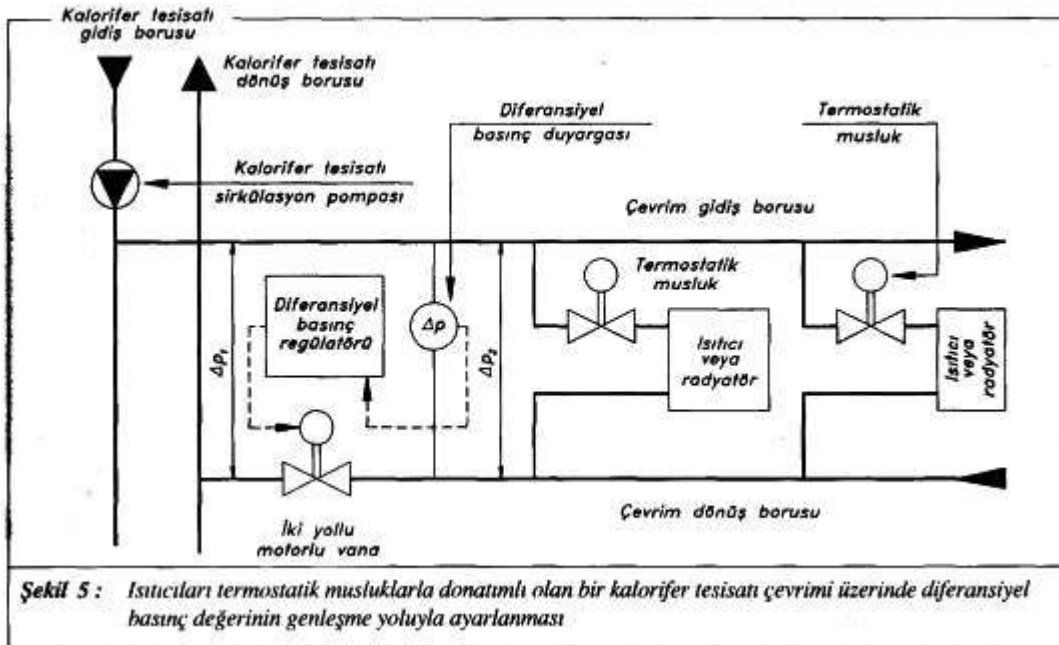 Kalorifer tesisatı
gidiş borusu
Kalorifer tesisatı
dönüş borusu
Diferansiyel
basınç duyargası
Termostatik
musluk
Kalorifer tesisatı
sirkülasyon pompası
Çevrim gidiş borusu
Termostatik
musluk
Diferansiyel
basınç
regülatörü
Δp
Δp₁
Δp₂
Isıtıcı
veya
radyatör
Isıtıcı
veya
radyatör
Çevrim dönüş borusu
İki yollu
motorlu vana
Şekil 5 : Isıtıcıları termostatik musluklarla donatımlı olan bir kalorifer tesisatı çevrimi üzerinde diferansiyel
basınç değerinin genleşme yoluyla ayarlanması